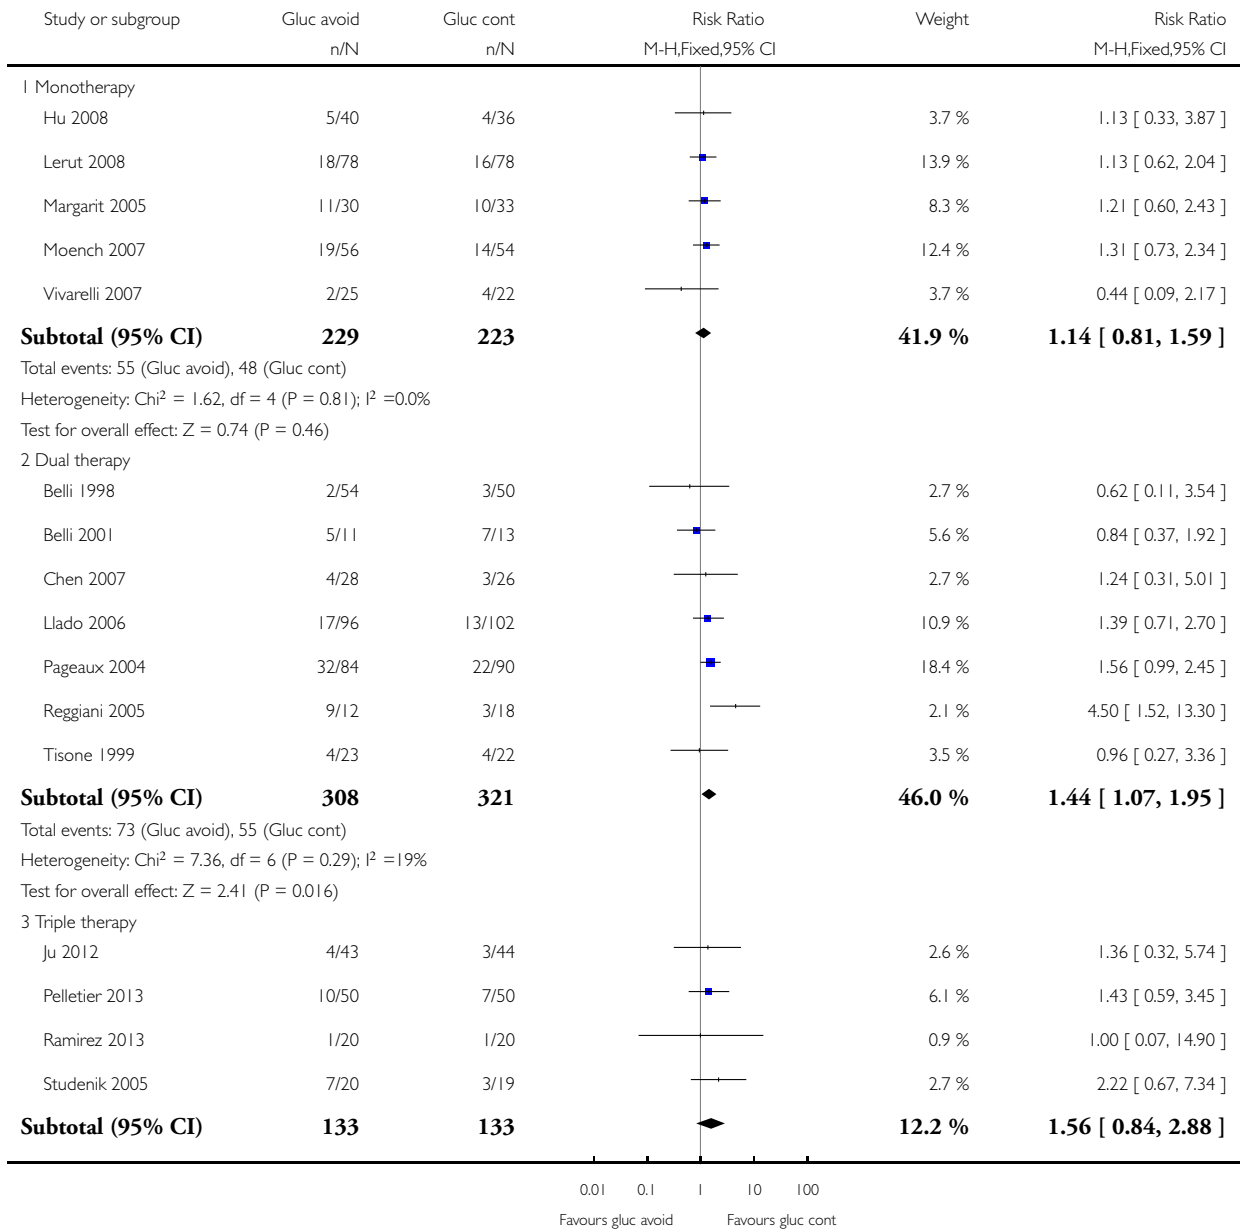 Study or subgroup Gluc avoid Gluc cont Risk Ratio Weight Risk Ratio
n/N n/N M-H,Fixed,95% CI M-H,Fixed,95% CI
1 Monotherapy
Hu 2008 5/40 4/36 3.7 % 1.13 [ 0.33, 3.87 ]
Lerut 2008 18/78 16/78 13.9 % 1.13 [ 0.62, 2.04 ]
Margarit 2005 11/30 10/33 8.3 % 1.21 [ 0.60, 2.43 ]
Moench 2007 19/56 14/54 12.4 % 1.31 [ 0.73, 2.34 ]
Vivarelli 2007 2/25 4/22 3.7 % 0.44 [ 0.09, 2.17 ]
Subtotal (95% CI) 229 223 41.9 % 1.14 [ 0.81, 1.59 ]
Total events: 55 (Gluc avoid), 48 (Gluc cont)
Heterogeneity: Chi² = 1.62, df = 4 (P = 0.81); I² =0.0%
Test for overall effect: Z = 0.74 (P = 0.46)
2 Dual therapy
Belli 1998 2/54 3/50 2.7 % 0.62 [ 0.11, 3.54 ]
Belli 2001 5/11 7/13 5.6 % 0.84 [ 0.37, 1.92 ]
Chen 2007 4/28 3/26 2.7 % 1.24 [ 0.31, 5.01 ]
Llado 2006 17/96 13/102 10.9 % 1.39 [ 0.71, 2.70 ]
Pageaux 2004 32/84 22/90 18.4 % 1.56 [ 0.99, 2.45 ]
Reggiani 2005 9/12 3/18 2.1 % 4.50 [ 1.52, 13.30 ]
Tisone 1999 4/23 4/22 3.5 % 0.96 [ 0.27, 3.36 ]
Subtotal (95% CI) 308 321 46.0 % 1.44 [ 1.07, 1.95 ]
Total events: 73 (Gluc avoid), 55 (Gluc cont)
Heterogeneity: Chi² = 7.36, df = 6 (P = 0.29); I² =19%
Test for overall effect: Z = 2.41 (P = 0.016)
3 Triple therapy
Ju 2012 4/43 3/44 2.6 % 1.36 [ 0.32, 5.74 ]
Pelletier 2013 10/50 7/50 6.1 % 1.43 [ 0.59, 3.45 ]
Ramirez 2013 1/20 1/20 0.9 % 1.00 [ 0.07, 14.90 ]
Studenik 2005 7/20 3/19 2.7 % 2.22 [ 0.67, 7.34 ]
Subtotal (95% CI) 133 133 12.2 % 1.56 [ 0.84, 2.88 ]
0.01 0.1 1 10 100
Favours gluc avoid Favours gluc cont